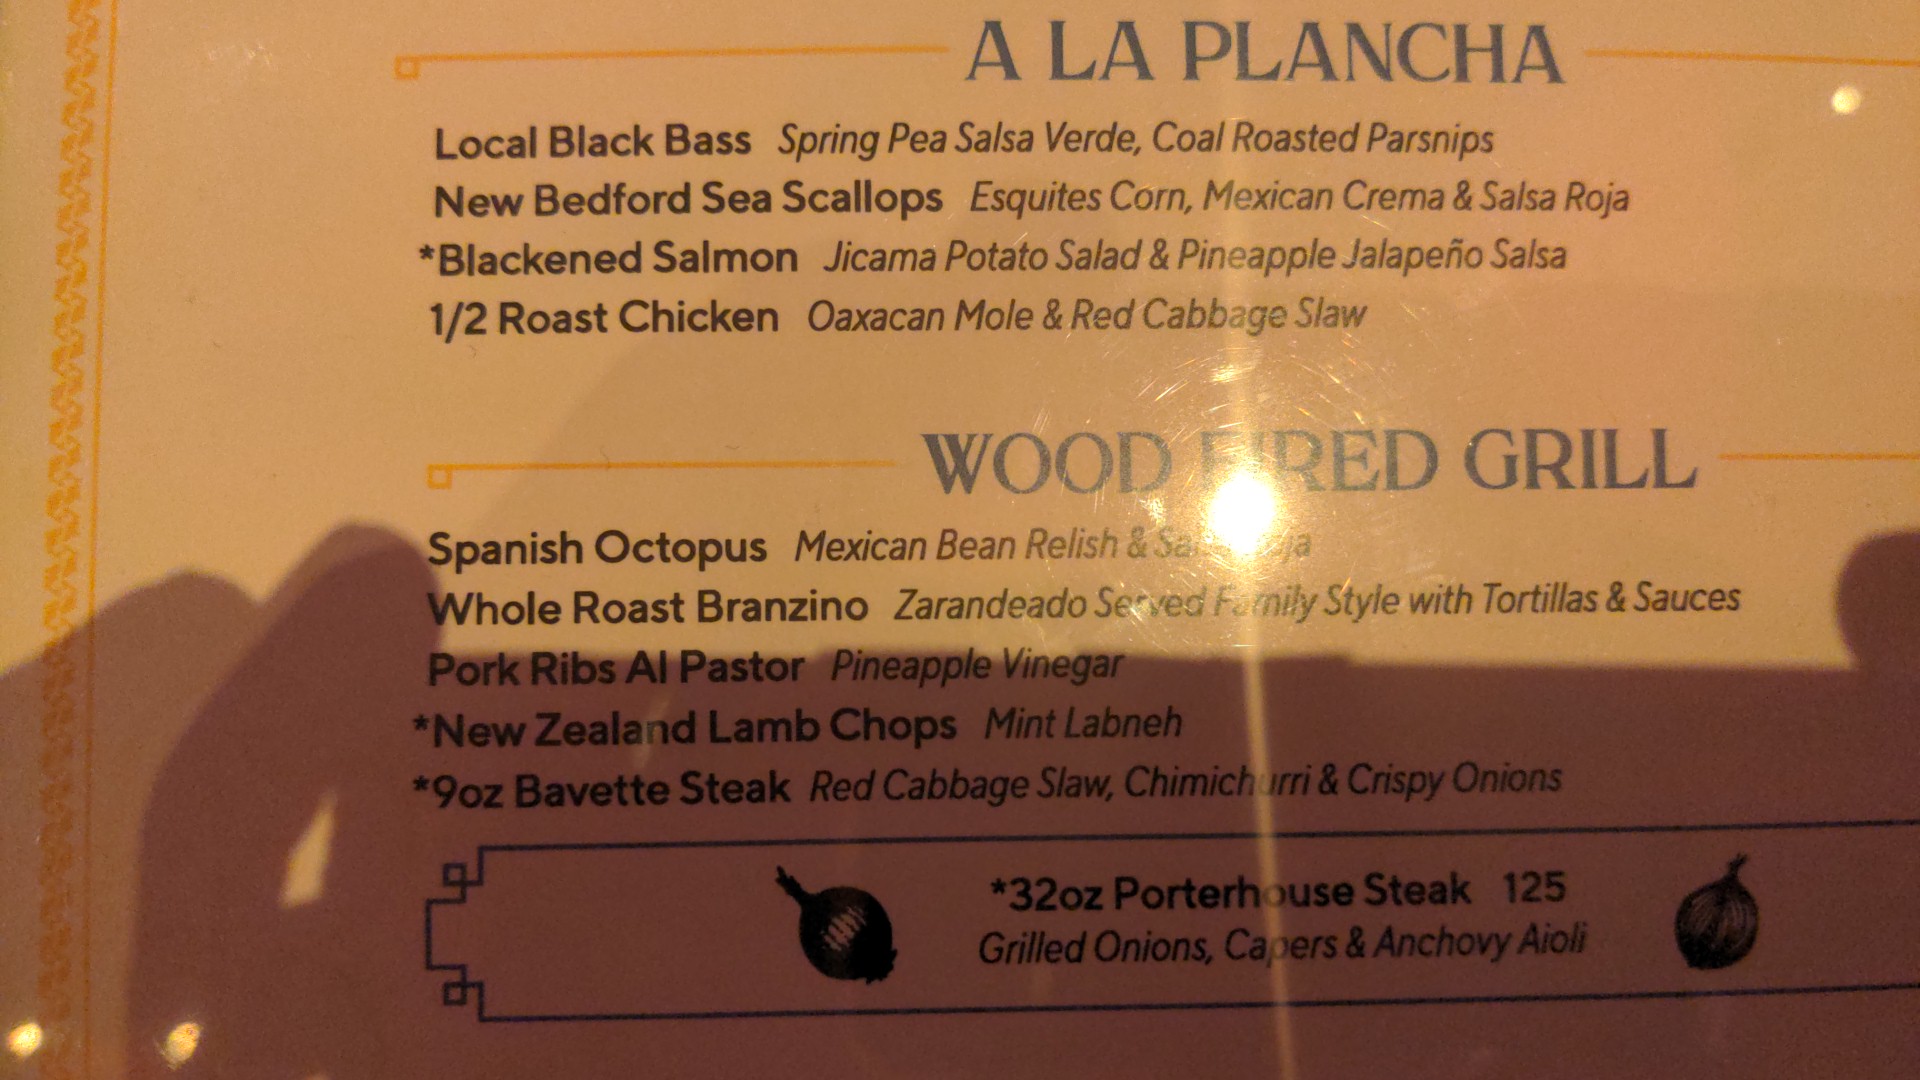 A LA PLANCHA
Local Black Bass Spring Pea Salsa Verde, Coal Roasted Parsnips
New Bedford Sea Scallops Esquites Corn, Mexican Crema & Salsa Roja
*Blackened Salmon Jicama Potato Salad & Pineapple Jalapeño Salsa
1/2 Roast Chicken Oaxacan Mole & Red Cabbage Slaw
WOOD FIRED GRILL
Spanish Octopus Mexican Bean Relish &
Whole Roast Branzino Zarandeado Served Family Style with Tortillas & Sauces
Pork Ribs Al Pastor Pineapple Vinegar
*New Zealand Lamb Chops Mint Labneh
*9oz Bavette Steak Red Cabbage Slaw, Chimichurri & Crispy Onions
*32oz Porterhouse Steak 125
Grilled Onions, Capers & Anchovy Aioli